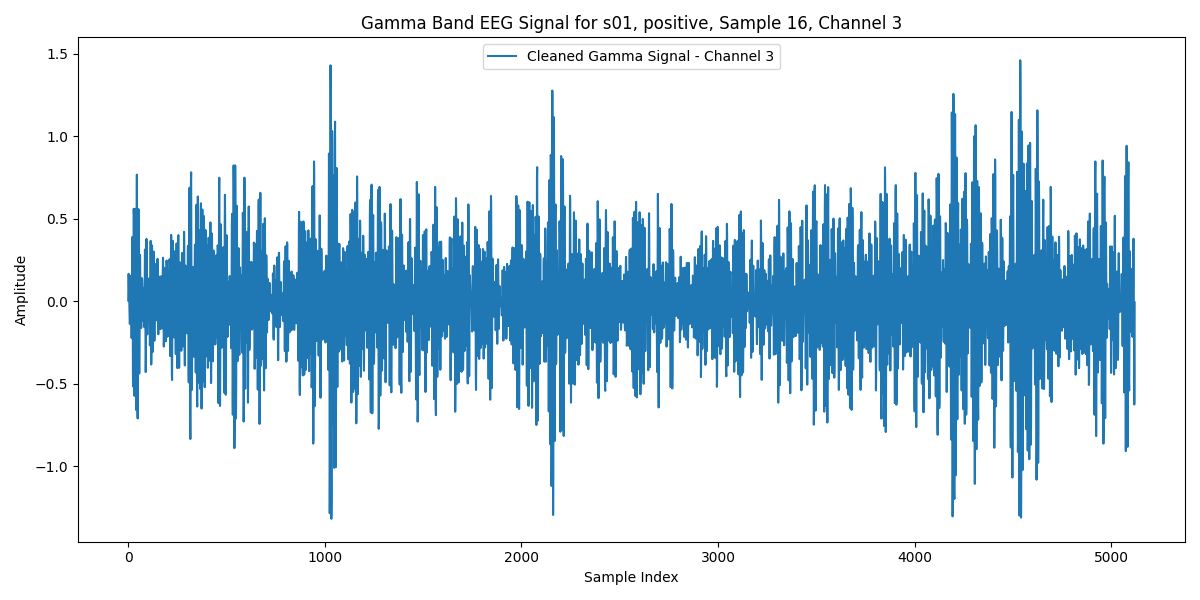 Gamma Band EEG Signal for s01, positive, Sample 16, Channel 3
Cleaned Gamma Signal - Channel 3
1.5
1.0
0.5
0.0
−0.5
−1.0
Amplitude
0 1000 2000 3000 4000 5000
Sample Index